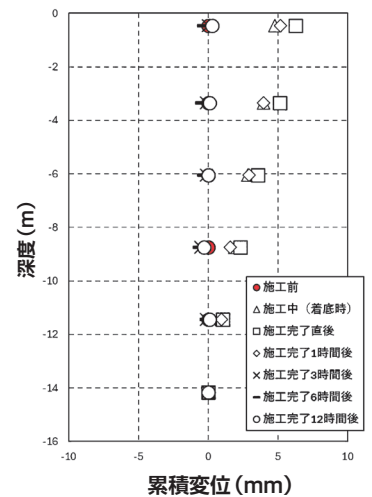 0
-2
-4
-6
-8
-10
-12
-14
-16
深度(m)
施工前
施工中(着底時)
施工完了直後
施工完了1時間後
施工完了3時間後
施工完了6時間後
施工完了12時間後
-10 -5 0 5 10
累積変位(mm)